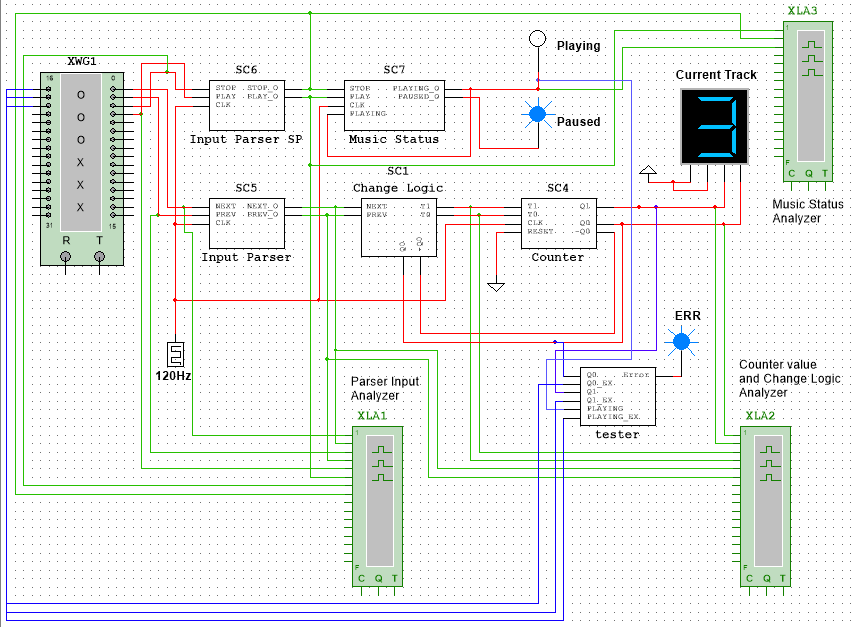 XLA3
Playing
XWG1
SC6
SC7
Current Track
1
16
0
STOP STOP_O
PLAY PLAY_O
CLK
STOP PLAYING_O
PLAY PAUSED_O
CLK
PLAYING
O
O
O
X
X
X
3
Paused
Input Parser SP
Music Status
F
C Q T
SC5
SC1
Change Logic
SC4
NEXT NEXT_O
PREV PREV_O
CLK
NEXT T1
PREV T0
Q0
T1 Q1
T0
CLK Q0
RESET ~Q0
Music Status
Analyzer
31
15
R T
Input Parser
Counter
ERR
120Hz
Parser Input
Analyzer
Q0 Error
Q0_EX
Q1
Q1_EX
PLAYING
PLAYING_EX
tester
Counter value
and Change Logic
Analyzer
XLA1
XLA2
1
1
F
F
C Q T
C Q T